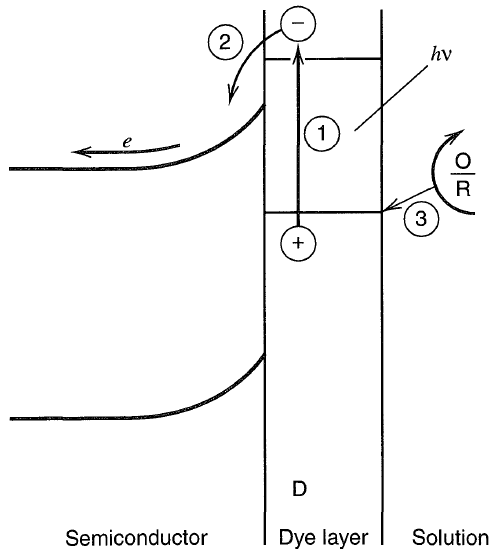 −
2
hν
1
e
O
R
3
+
D
Semiconductor Dye layer Solution